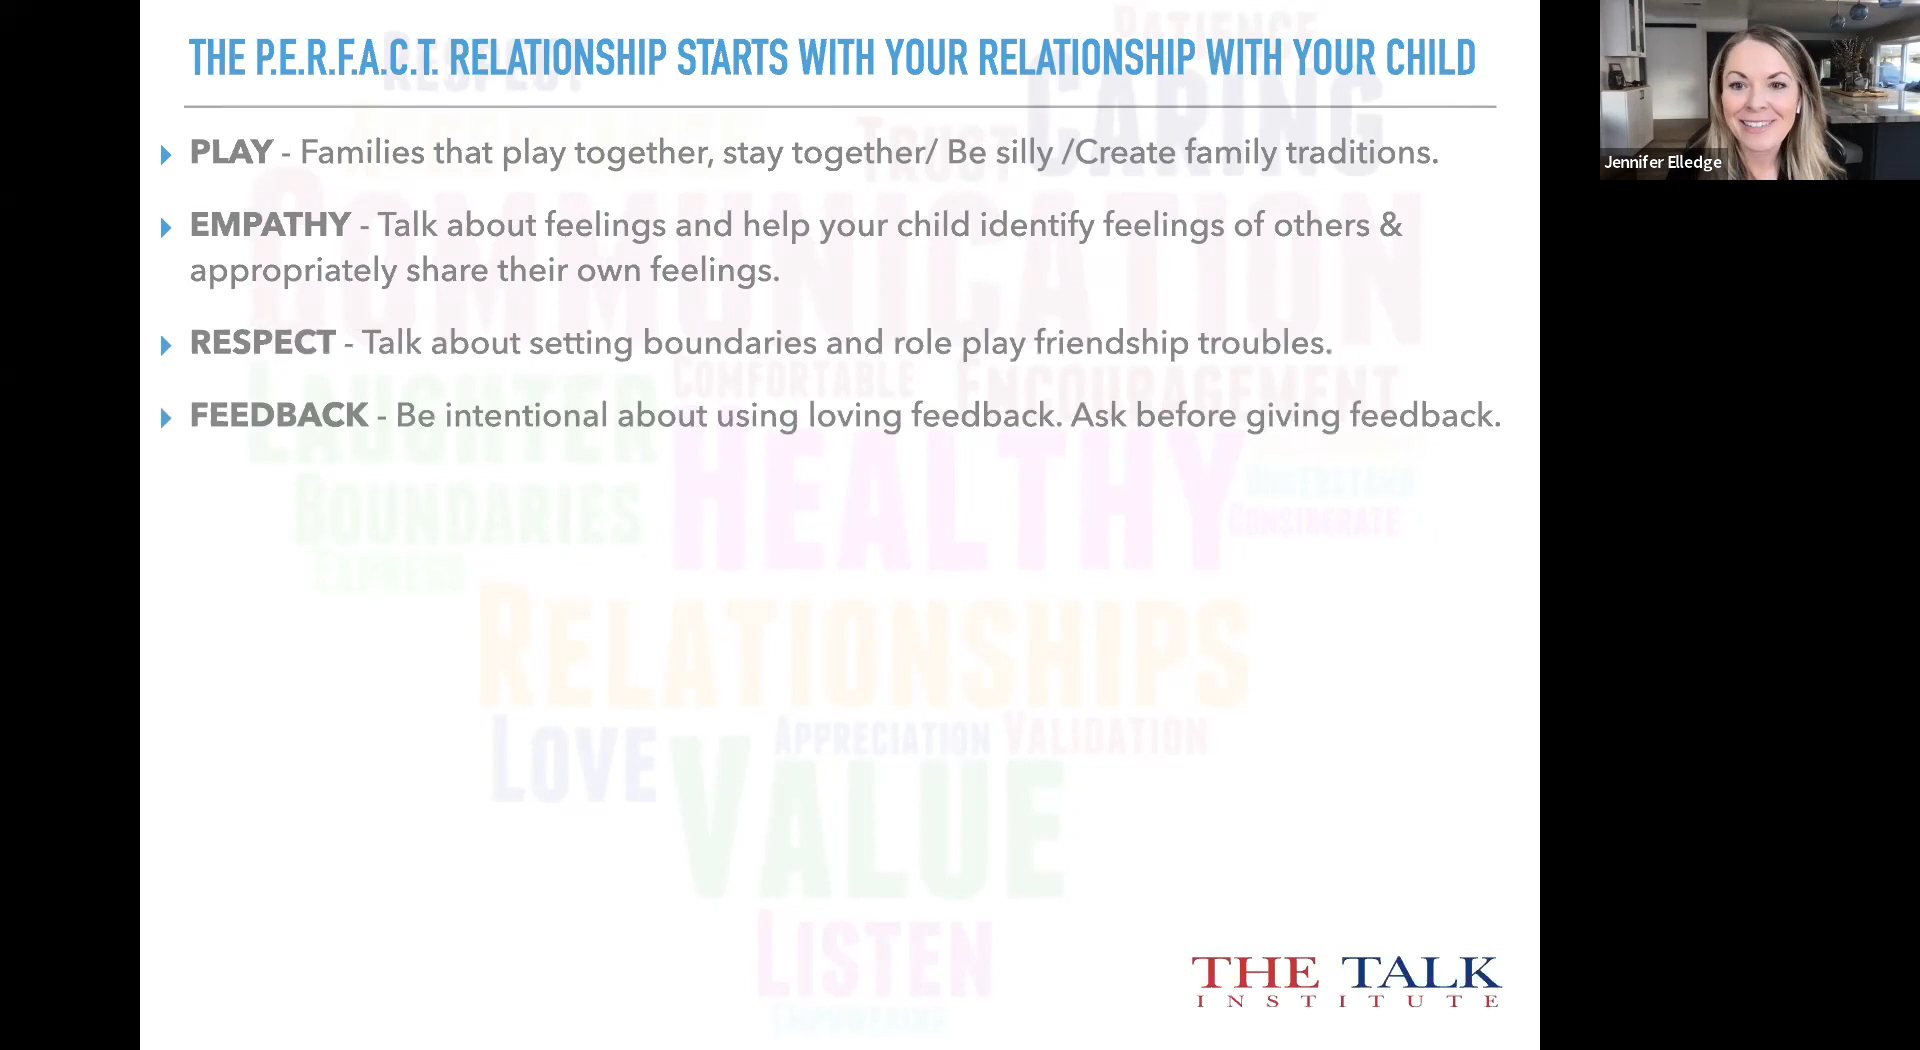 THE P.E.R.F.A.C.T. RELATIONSHIP STARTS WITH YOUR RELATIONSHIP WITH YOUR CHILD
PLAY - Families that play together, stay together/ Be silly /Create family traditions.
EMPATHY - Talk about feelings and help your child identify feelings of others &
appropriately share their own feelings.
RESPECT - Talk about setting boundaries and role play friendship troubles.
FEEDBACK - Be intentional about using loving feedback. Ask before giving feedback.
Jennifer Elledge
PATIENCE
RESPECT
CARING
TRUST
COMMUNICATION
COMFORTABLE
ENCOURAGEMENT
LAUGHTER
HEALTHY
BOUNDARIES
UNDERSTAND
CONSIDERATE
EXPRESS
RELATIONSHIPS
LOVE
APPRECIATION
VALIDATION
VALUE
LISTEN
THE TALK
INSTITUTE